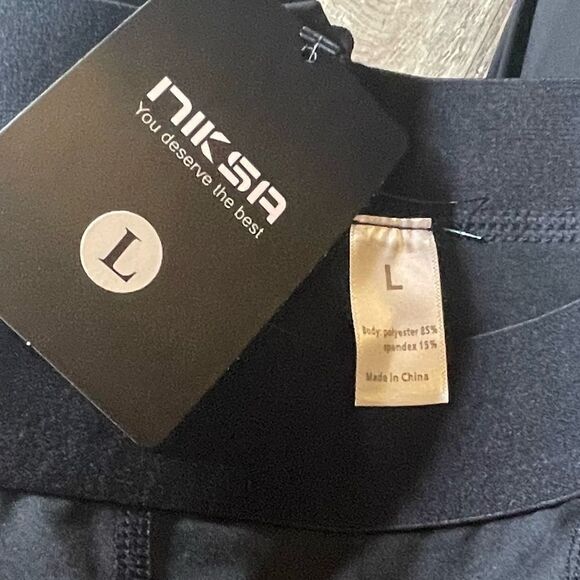 NIKSA
You deserve the best
L
L
Body: polyester 85%
spandex 15%
Made in China